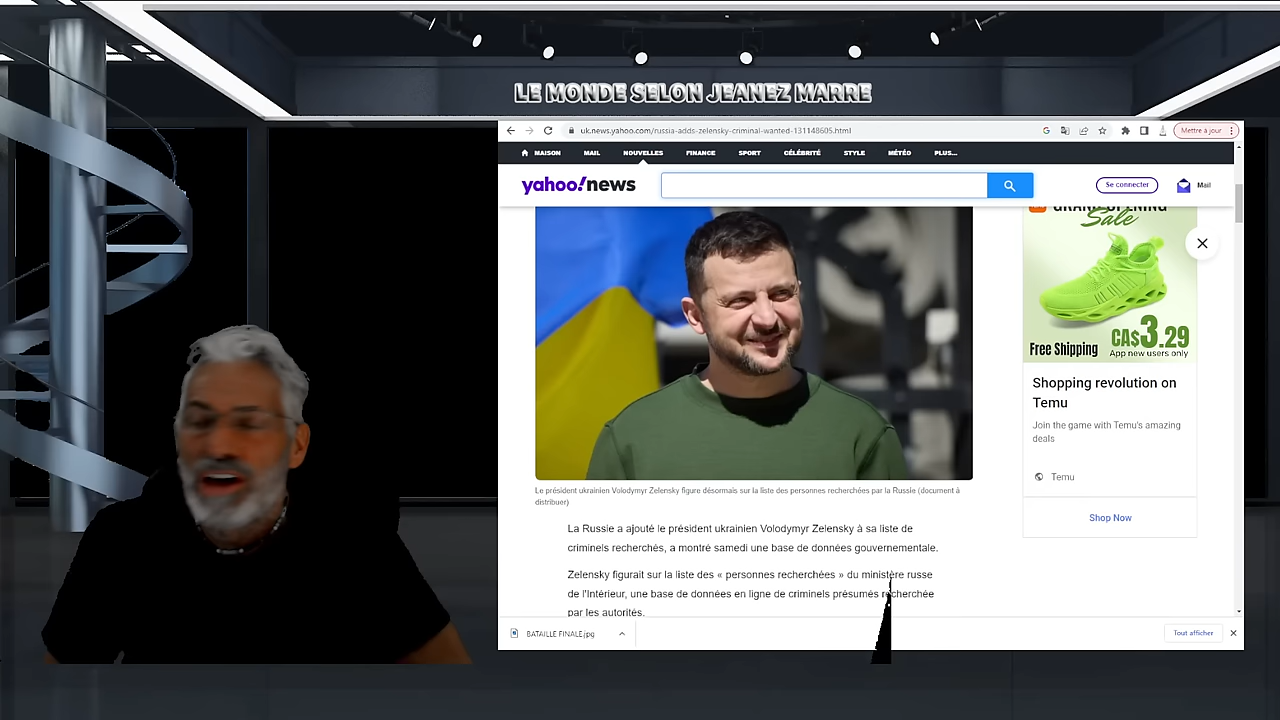 LE MONDE SELON JEANEZ MARRE
uk.news.yahoo.com/russia-adds-zelensky-criminal-wanted-131148605.html
Mettre à jour
MAISON MAIL NOUVELLES FINANCE SPORT CÉLÉBRITÉ STYLE MÉTÉO PLUS...
yahoo!news
Se connecter
Mail
Sale
Free Shipping
CA$3.29
App new users only
Shopping revolution on
Temu
Join the game with Temu's amazing
deals
Temu
Shop Now
Le président ukrainien Volodymyr Zelensky figure désormais sur la liste des personnes recherchées par la Russie (document à
distribuer)
La Russie a ajouté le président ukrainien Volodymyr Zelensky à sa liste de
criminels recherchés, a montré samedi une base de données gouvernementale.
Zelensky figurait sur la liste des « personnes recherchées » du ministère russe
de l'Intérieur, une base de données en ligne de criminels présumés recherchée
par les autorités.
BATAILLE FINALE.jpg
Tout afficher